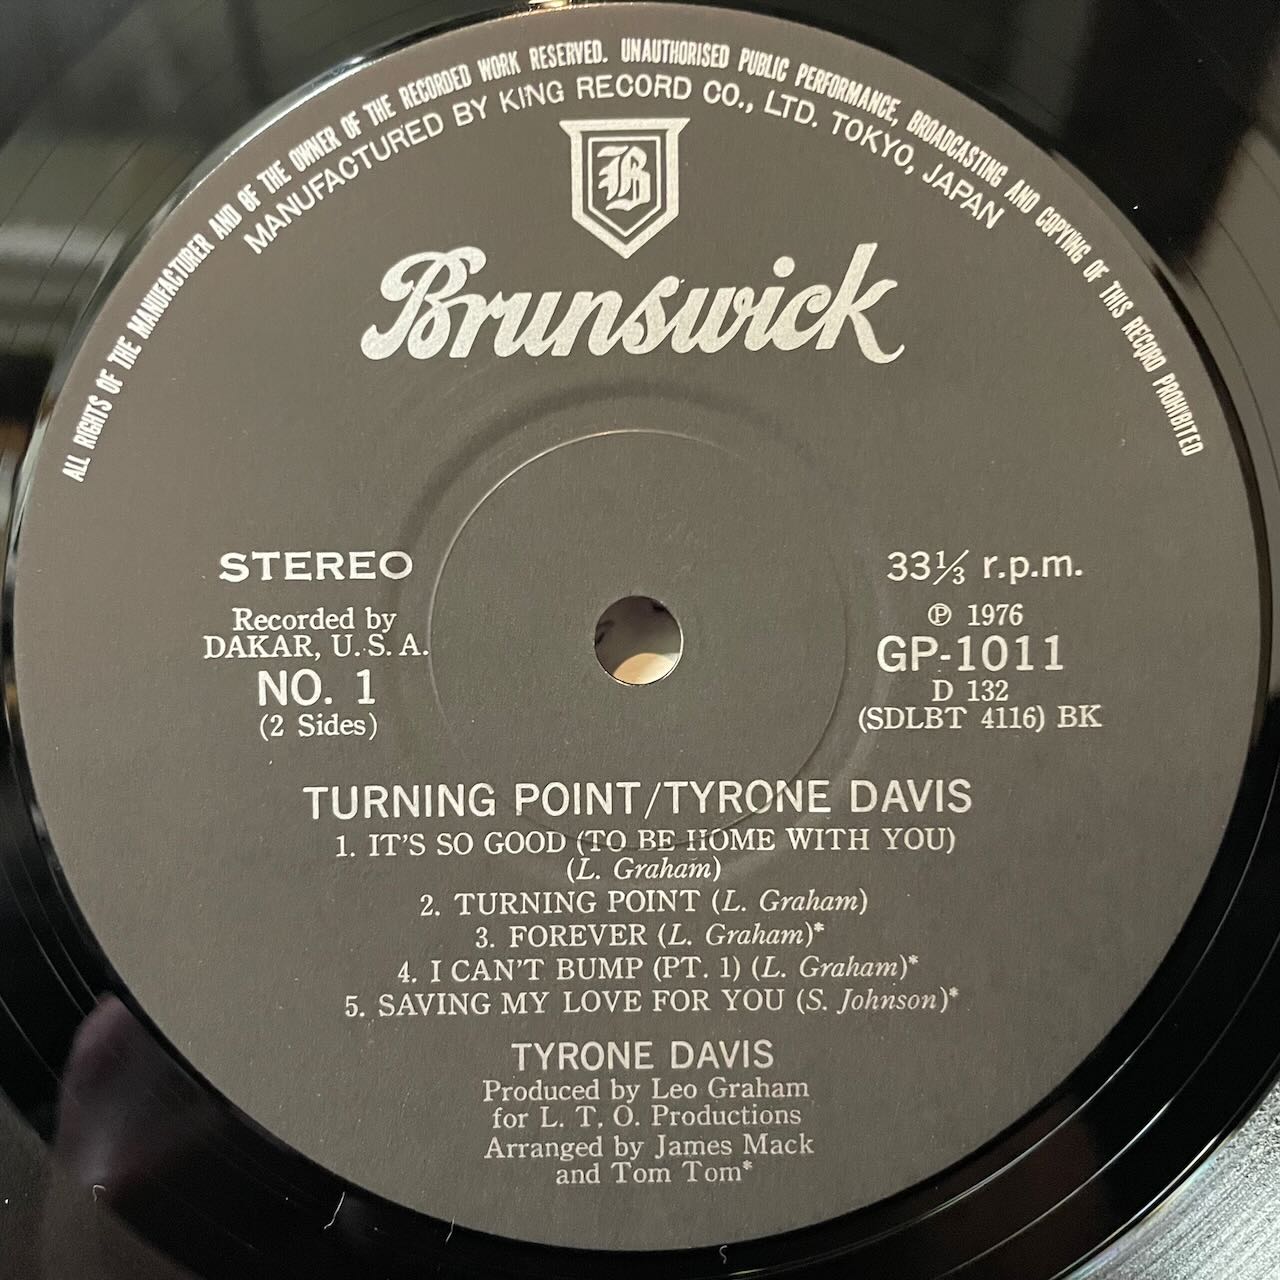 ALL RIGHTS OF THE MANUFACTURER AND OF THE OWNER OF THE RECORDED WORK RESERVED. UNAUTHORISED PUBLIC PERFORMANCE, BROADCASTING AND COPYING OF THIS RECORD PROHIBITED
MANUFACTURED BY KING RECORD CO., LTD. TOKYO, JAPAN
B
Brunswick
STEREO
Recorded by
DAKAR, U.S.A.
NO. 1
(2 Sides)
33⅓ r.p.m.
℗ 1976
GP-1011
D 132
(SDLBT 4116) BK
TURNING POINT/TYRONE DAVIS
1. IT'S SO GOOD (TO BE HOME WITH YOU)
(L. Graham)
2. TURNING POINT (L. Graham)
3. FOREVER (L. Graham)*
4. I CAN'T BUMP (PT. 1) (L. Graham)*
5. SAVING MY LOVE FOR YOU (S. Johnson)*
TYRONE DAVIS
Produced by Leo Graham
for L. T. O. Productions
Arranged by James Mack
and Tom Tom*